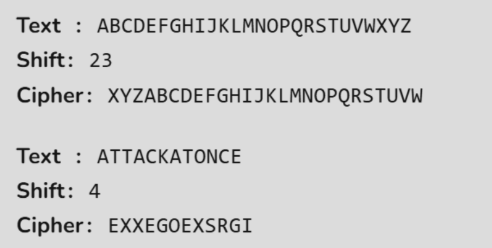 Text : ABCDEFGHIJKLMNOPQRSTUVWXYZ
Shift: 23
Cipher: XYZABCDEFGHIJKLMNOPQRSTUVW
Text : ATTACKATONCE
Shift: 4
Cipher: EXXEGOEXSRGI